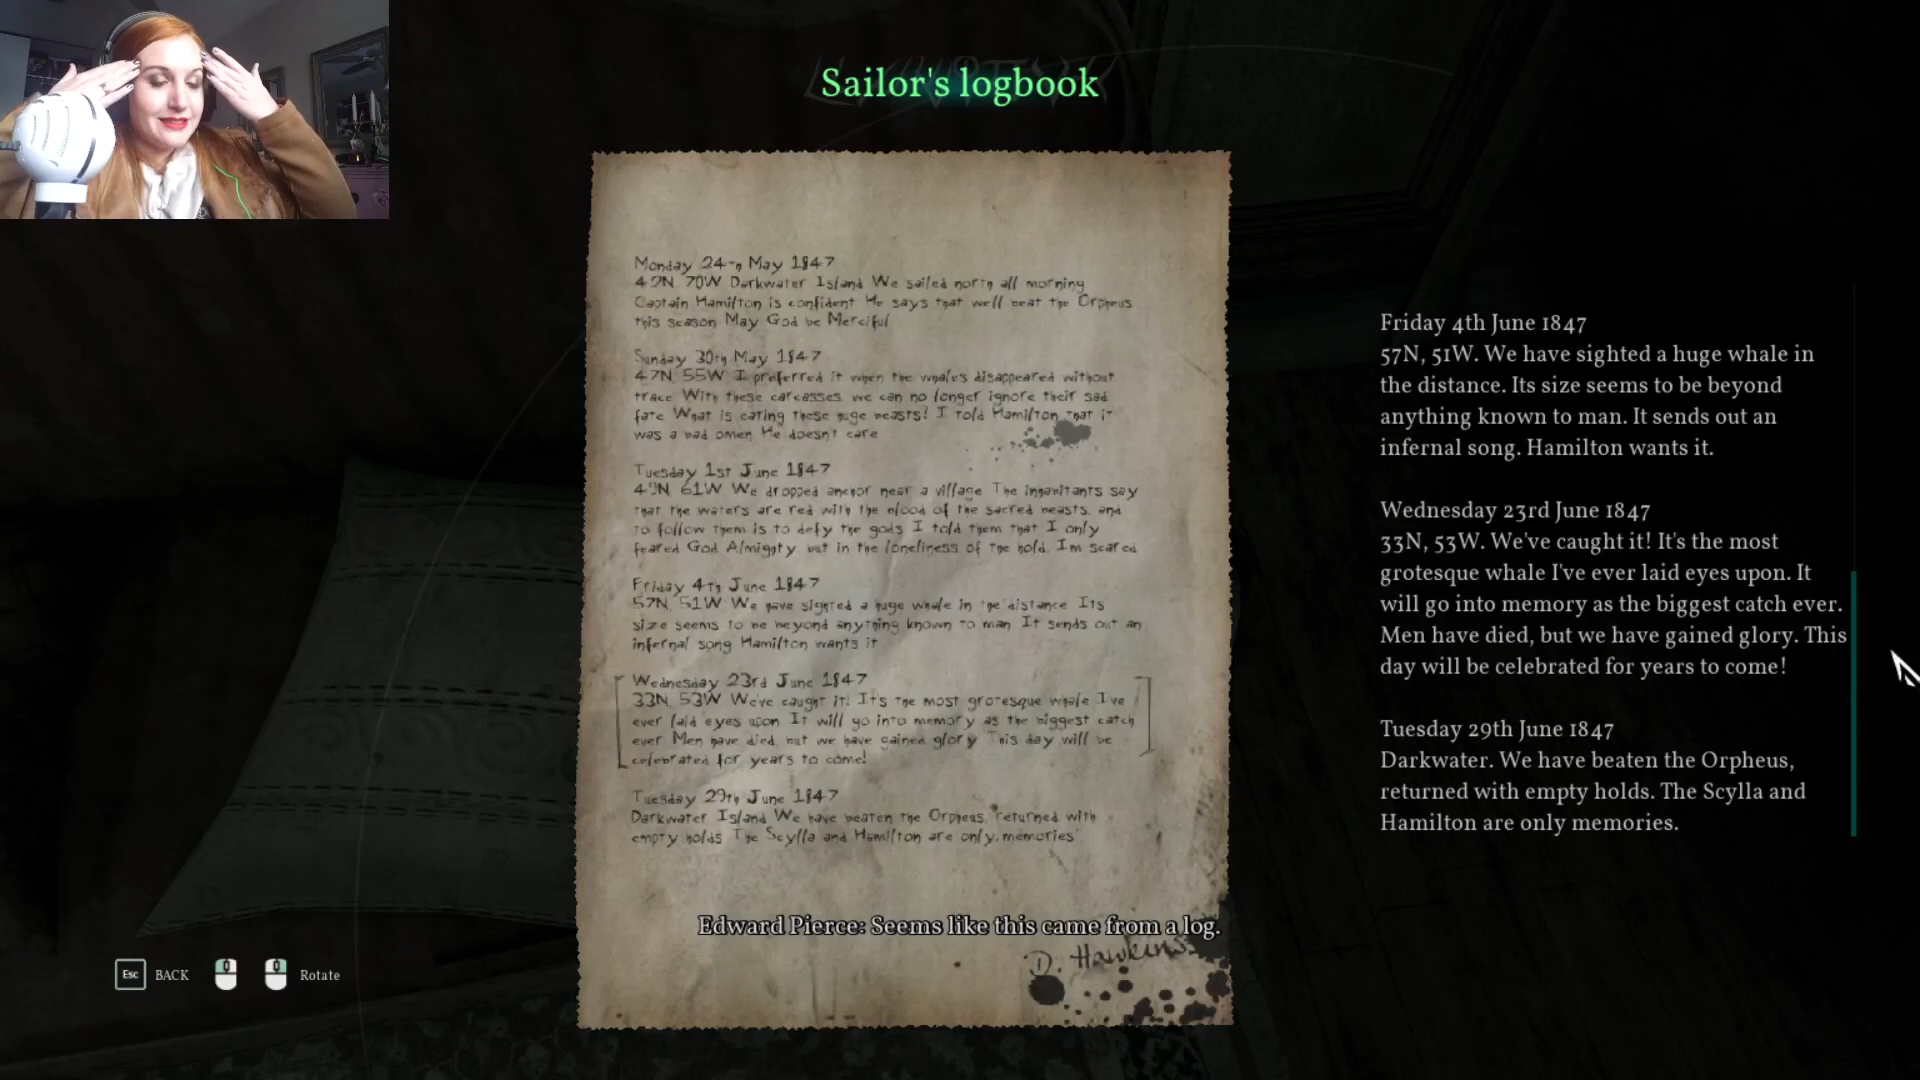 Sailor's logbook
Monday 24th May 1847
42N 70W Darkwater Island We sailed north all morning
Captain Hamilton is confident He says that we'll beat the Orpheus
this season May God be Merciful
Sunday 30th May 1847
47N 55W I preferred it when the whales disappeared without
trace With these carcasses we can no longer ignore their sad
fate What is eating these huge beasts? I told Hamilton that it
was a bad omen He doesn't care
Tuesday 1st June 1847
61W We dropped anchor near a village The inhabitants say
that the waters are red with the blood of the sacred beasts, and
to follow them is to defy the gods I told them that I only
feared God Almighty but in the loneliness of the hold, Im scared
Friday 4th June 1847
57N 51W We have sighted a huge whale in the distance Its
size seems to be beyond anything known to man It sends out an
infernal song Hamilton wants it
Wednesday 23rd June 1847
33N, 53W We've caught it! It's the most grotesque whale I've
ever laid eyes upon It will go into memory as the biggest catch
ever Men have died, but we have gained glory This day will be
celebrated for years to come!
Tuesday 29th June 1847
Darkwater Island We have beaten the Orpheus, returned with
empty holds The Scylla and Hamilton are only memories
D. Hawkins
Edward Pierce: Seems like this came from a log.
Friday 4th June 1847
57N, 51W. We have sighted a huge whale in
the distance. Its size seems to be beyond
anything known to man. It sends out an
infernal song. Hamilton wants it.
Wednesday 23rd June 1847
33N, 53W. We've caught it! It's the most
grotesque whale I've ever laid eyes upon. It
will go into memory as the biggest catch ever.
Men have died, but we have gained glory. This
day will be celebrated for years to come!
Tuesday 29th June 1847
Darkwater. We have beaten the Orpheus,
returned with empty holds. The Scylla and
Hamilton are only memories.
Esc BACK Rotate